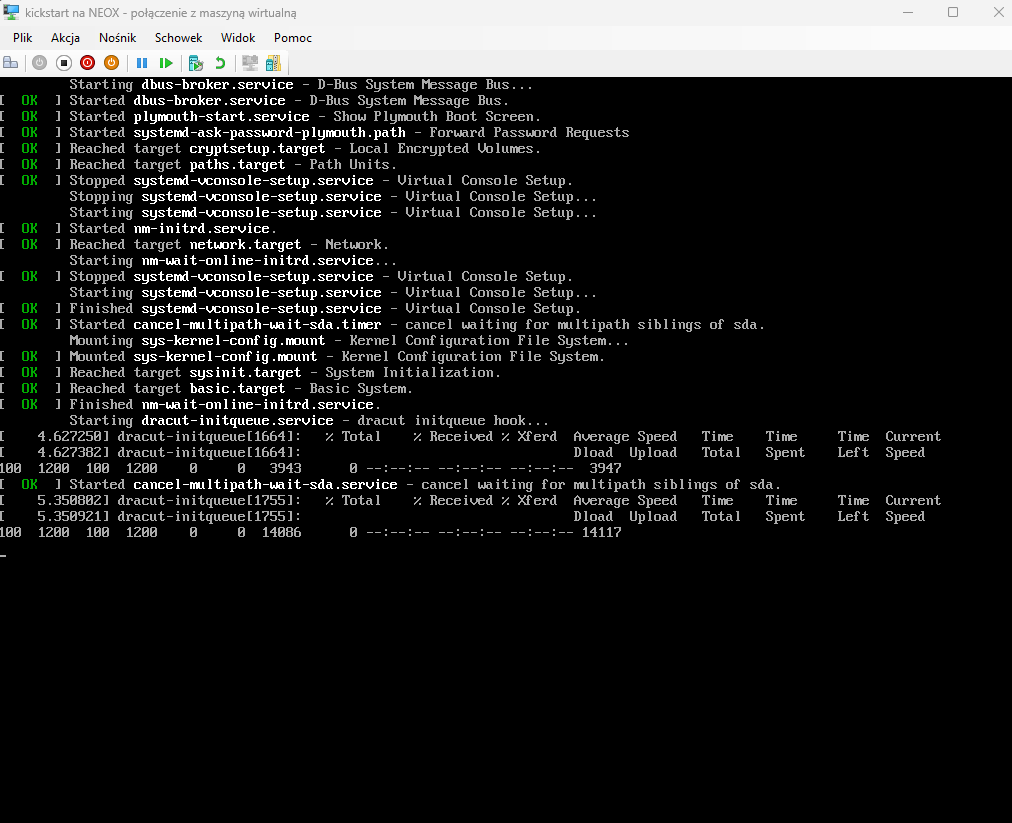 kickstart na NEOX - połączenie z maszyną wirtualną
Plik Akcja Nośnik Schowek Widok Pomoc
Starting dbus-broker.service - D-Bus System Message Bus...
[ OK ] Started dbus-broker.service - D-Bus System Message Bus.
[ OK ] Started plymouth-start.service - Show Plymouth Boot Screen.
[ OK ] Started systemd-ask-password-plymouth.path - Forward Password Requests
[ OK ] Reached target cryptsetup.target - Local Encrypted Volumes.
[ OK ] Reached target paths.target - Path Units.
[ OK ] Stopped systemd-vconsole-setup.service - Virtual Console Setup.
Stopping systemd-vconsole-setup.service - Virtual Console Setup...
Starting systemd-vconsole-setup.service - Virtual Console Setup...
[ OK ] Started nm-initrd.service.
[ OK ] Reached target network.target - Network.
Starting nm-wait-online-initrd.service...
[ OK ] Stopped systemd-vconsole-setup.service - Virtual Console Setup.
Starting systemd-vconsole-setup.service - Virtual Console Setup...
[ OK ] Finished systemd-vconsole-setup.service - Virtual Console Setup.
[ OK ] Started cancel-multipath-wait-sda.timer - cancel waiting for multipath siblings of sda.
Mounting sys-kernel-config.mount - Kernel Configuration File System...
[ OK ] Mounted sys-kernel-config.mount - Kernel Configuration File System.
[ OK ] Reached target sysinit.target - System Initialization.
[ OK ] Reached target basic.target - Basic System.
[ OK ] Finished nm-wait-online-initrd.service.
Starting dracut-initqueue.service - dracut initqueue hook...
[ 4.627250] dracut-initqueue[1664]: % Total % Received % Xferd Average Speed Time Time Time Current
[ 4.627382] dracut-initqueue[1664]: Dload Upload Total Spent Left Speed
100 1200 100 1200 0 0 3943 0 --:--:-- --:--:-- --:--:-- 3947
[ OK ] Started cancel-multipath-wait-sda.service - cancel waiting for multipath siblings of sda.
[ 5.350802] dracut-initqueue[1755]: % Total % Received % Xferd Average Speed Time Time Time Current
[ 5.350921] dracut-initqueue[1755]: Dload Upload Total Spent Left Speed
100 1200 100 1200 0 0 14086 0 --:--:-- --:--:-- --:--:-- 14117